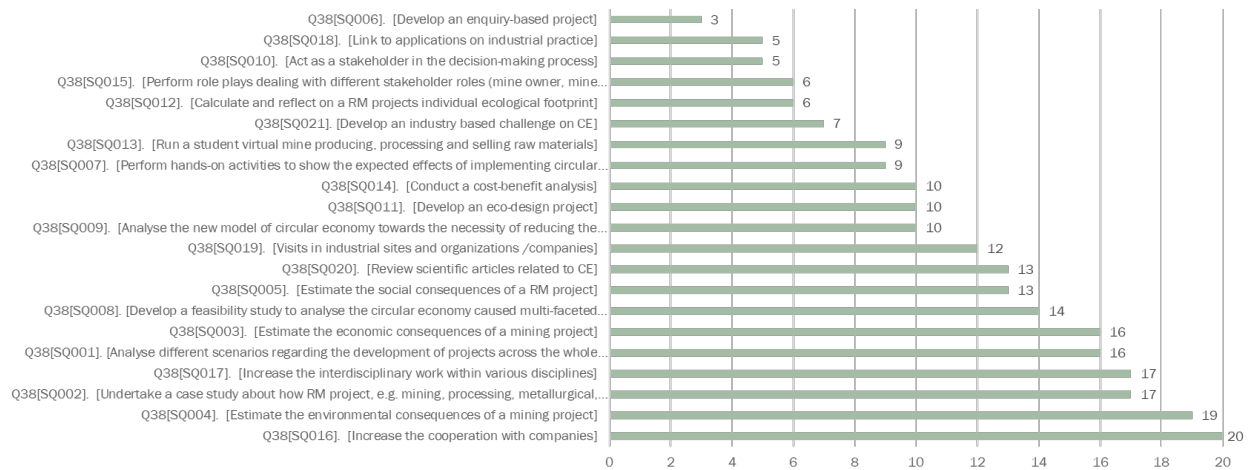 Q38[SQ006]. [Develop an enquiry-based project] 3
Q38[SQ018]. [Link to applications on industrial practice] 5
Q38[SQ010]. [Act as a stakeholder in the decision-making process] 5
Q38[SQ015]. [Perform role plays dealing with different stakeholder roles (mine owner, mine... 6
Q38[SQ012]. [Calculate and reflect on a RM projects individual ecological footprint] 6
Q38[SQ021]. [Develop an industry based challenge on CE] 7
Q38[SQ013]. [Run a student virtual mine producing, processing and selling raw materials] 9
Q38[SQ007]. [Perform hands-on activities to show the expected effects of implementing circular... 9
Q38[SQ014]. [Conduct a cost-benefit analysis] 10
Q38[SQ011]. [Develop an eco-design project] 10
Q38[SQ009]. [Analyse the new model of circular economy towards the necessity of reducing the... 10
Q38[SQ019]. [Visits in industrial sites and organizations /companies] 12
Q38[SQ020]. [Review scientific articles related to CE] 13
Q38[SQ005]. [Estimate the social consequences of a RM project] 13
Q38[SQ008]. [Develop a feasibility study to analyse the circular economy caused multi-faceted... 14
Q38[SQ003]. [Estimate the economic consequences of a mining project] 16
Q38[SQ001]. [Analyse different scenarios regarding the development of projects across the whole... 16
Q38[SQ017]. [Increase the interdisciplinary work within various disciplines] 17
Q38[SQ002]. [Undertake a case study about how RM project, e.g. mining, processing, metallurgical,... 17
Q38[SQ004]. [Estimate the environmental consequences of a mining project] 19
Q38[SQ016]. [Increase the cooperation with companies] 20
0 2 4 6 8 10 12 14 16 18 20